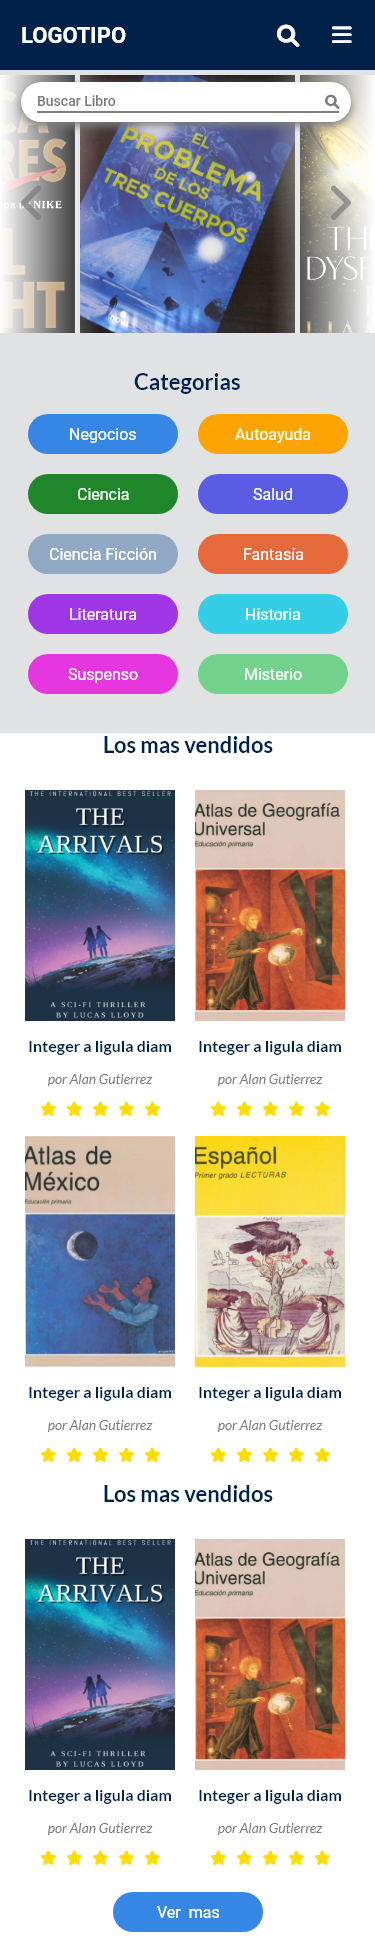 LOGOTIPO
Buscar Libro
EL
PROBLEMA
DE LOS
TRES CUERPOS
NIKE
GHT
TH
DYS
LIA
Categorias
Negocios
Autoayuda
Ciencia
Salud
Ciencia Ficción
Fantasía
Literatura
Historia
Suspenso
Misterio
Los mas vendidos
THE INTERNATIONAL BEST SELLER
THE
ARRIVALS
A SCI-FI THRILLER
BY LUCAS LLOYD
Atlas de Geografía
Universal
Educación primaria
Integer a ligula diam
Integer a ligula diam
por Alan Gutierrez
por Alan Gutierrez
Atlas de
México
Educación primaria
Español
Primer grado LECTURAS
Integer a ligula diam
Integer a ligula diam
por Alan Gutierrez
por Alan Gutierrez
Los mas vendidos
THE INTERNATIONAL BEST SELLER
THE
ARRIVALS
A SCI-FI THRILLER
BY LUCAS LLOYD
Atlas de Geografía
Universal
Educación primaria
Integer a ligula diam
Integer a ligula diam
por Alan Gutierrez
por Alan Gutierrez
Ver mas